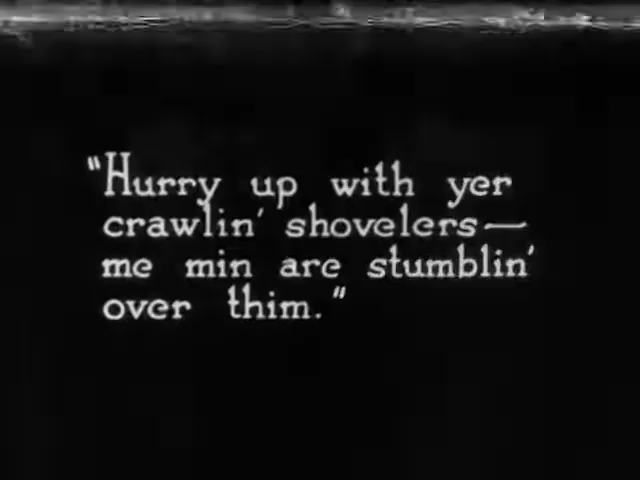 "Hurry up with yer
crawlin' shovelers—
me min are stumblin'
over thim."